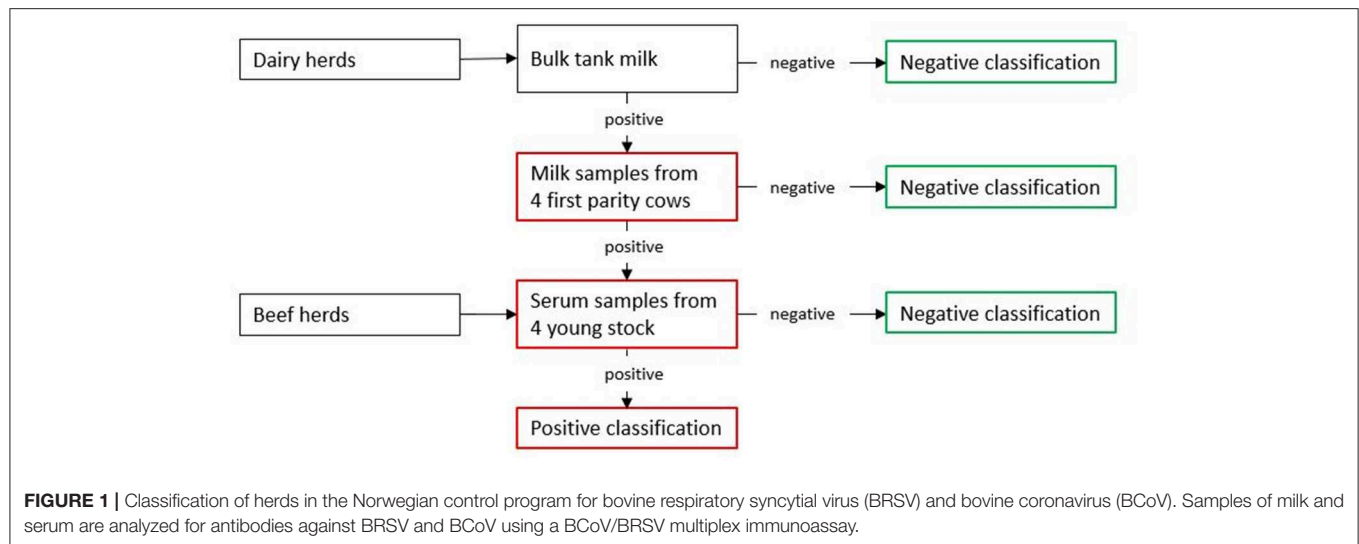 Dairy herds
Bulk tank milk
negative
Negative classification
positive
Milk samples from
4 first parity cows
negative
Negative classification
positive
Beef herds
Serum samples from
4 young stock
negative
Negative classification
positive
Positive classification
FIGURE 1 | Classification of herds in the Norwegian control program for bovine respiratory syncytial virus (BRSV) and bovine coronavirus (BCoV). Samples of milk and
serum are analyzed for antibodies against BRSV and BCoV using a BCoV/BRSV multiplex immunoassay.